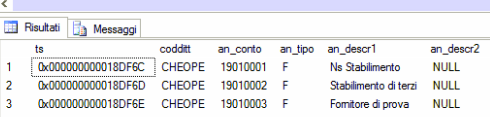 Risultati Messaggi
ts codditt an_conto an_tipo an_descr1 an_descr2
1 0x000000000018DF6C CHEOPE 19010001 F Ns Stabilimento NULL
2 0x000000000018DF6D CHEOPE 19010002 F Stabilimento di terzi NULL
3 0x000000000018DF6E CHEOPE 19010003 F Fornitore di prova NULL